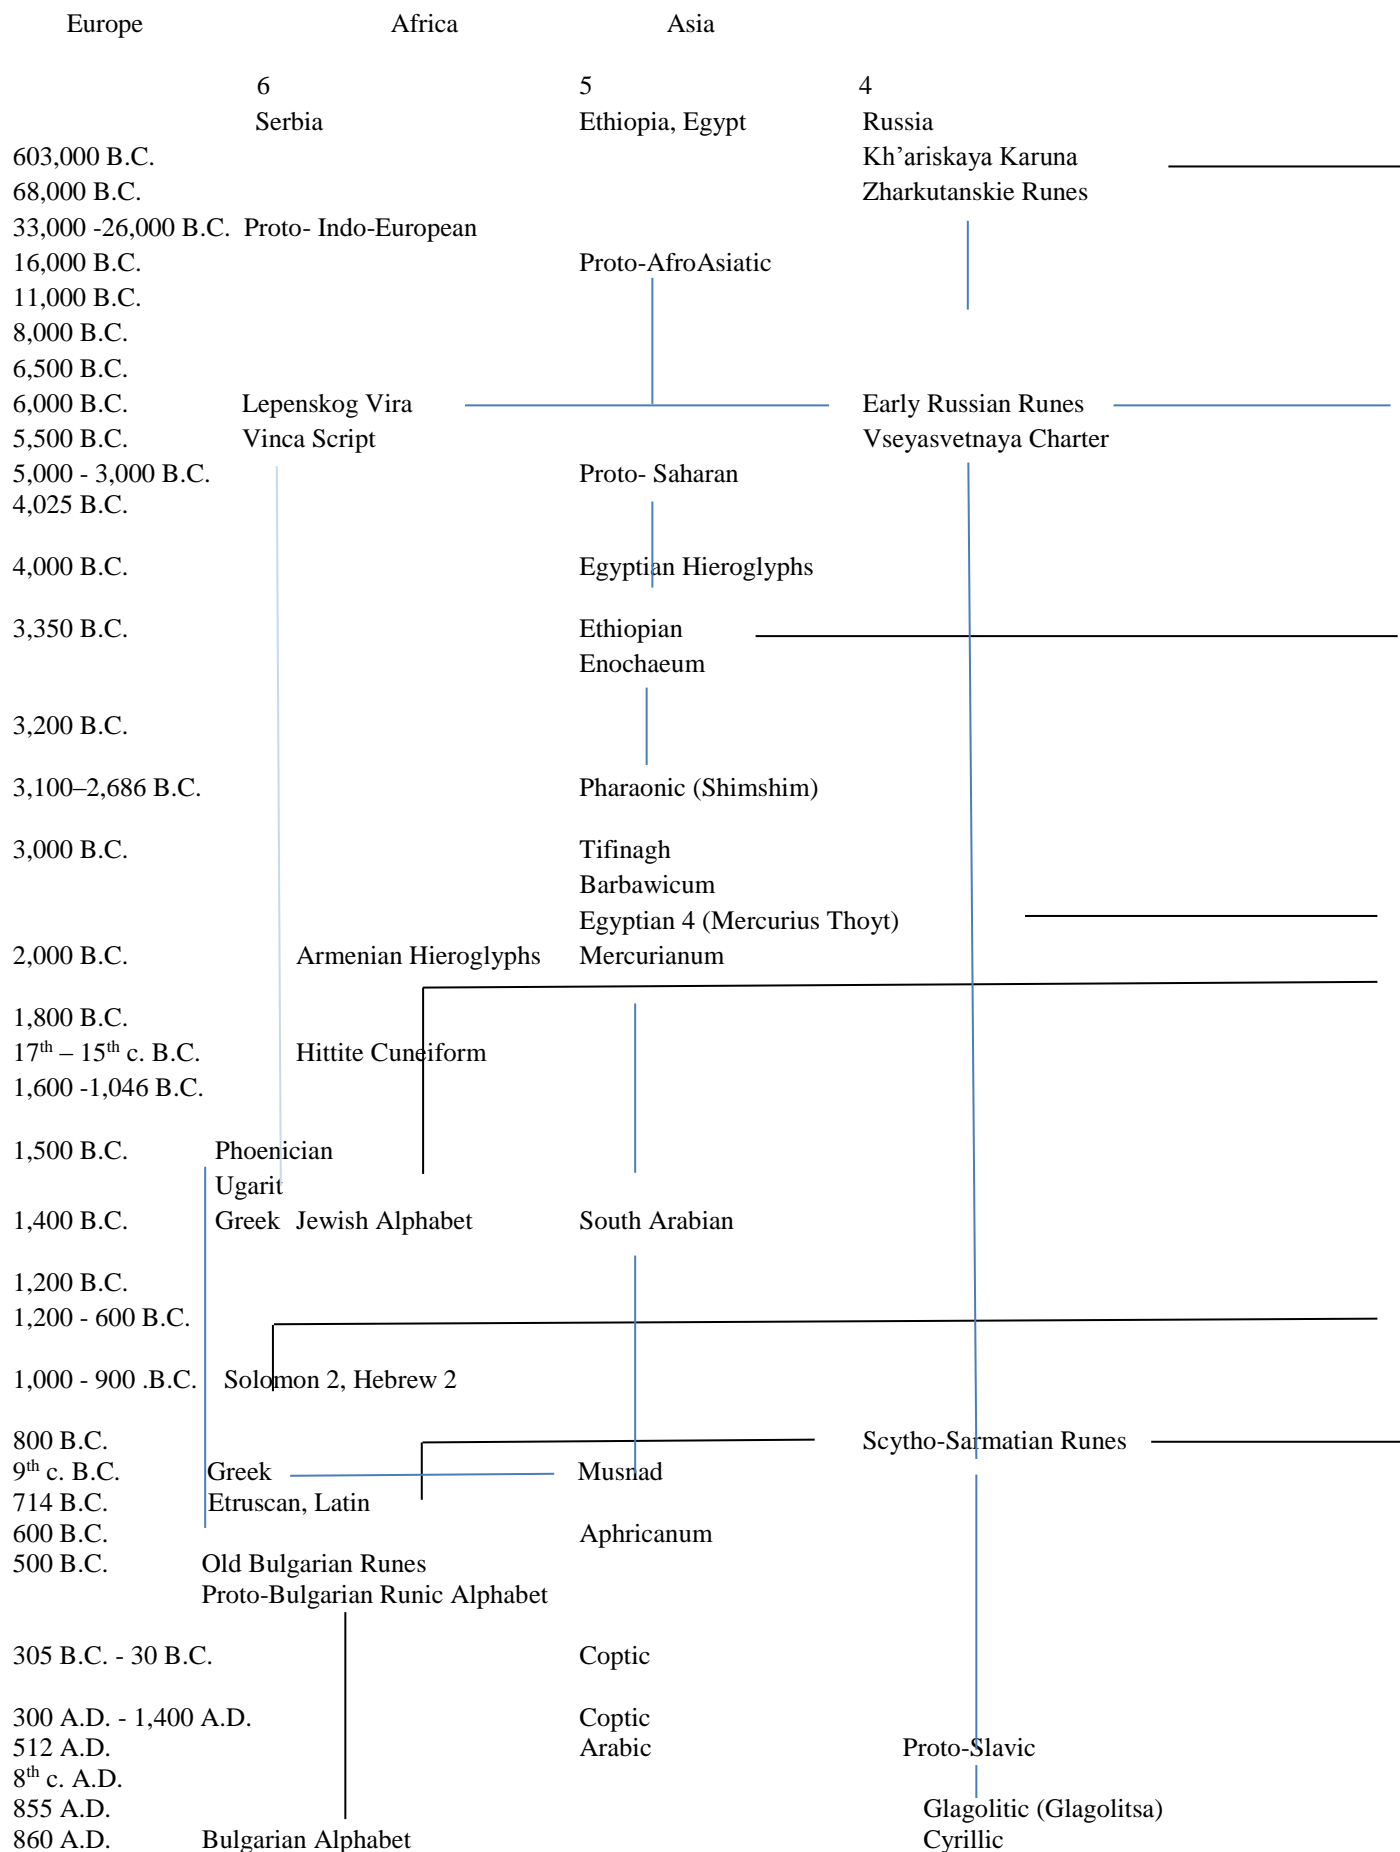 Europe Africa Asia
6 5 4
Serbia Ethiopia, Egypt Russia
603,000 B.C. Kh’ariskaya Karuna
68,000 B.C. Zharkutanskie Runes
33,000 -26,000 B.C. Proto- Indo-European
16,000 B.C. Proto-AfroAsiatic
11,000 B.C.
8,000 B.C.
6,500 B.C.
6,000 B.C. Lepenskog Vira Early Russian Runes
5,500 B.C. Vinca Script Vseyasvetnaya Charter
5,000 - 3,000 B.C. Proto- Saharan
4,025 B.C.
4,000 B.C. Egyptian Hieroglyphs
3,350 B.C. Ethiopian
Enochaeum
3,200 B.C.
3,100–2,686 B.C. Pharaonic (Shimshim)
3,000 B.C. Tifinagh
Barbawicum
Egyptian 4 (Mercurius Thoyt)
2,000 B.C. Armenian Hieroglyphs Mercurianum
1,800 B.C.
17th – 15th c. B.C. Hittite Cuneiform
1,600 -1,046 B.C.
1,500 B.C. Phoenician
Ugarit
1,400 B.C. Greek Jewish Alphabet South Arabian
1,200 B.C.
1,200 - 600 B.C.
1,000 - 900 .B.C. Solomon 2, Hebrew 2
800 B.C. Scytho-Sarmatian Runes
9th c. B.C. Greek Musnad
714 B.C. Etruscan, Latin
600 B.C. Aphricanum
500 B.C. Old Bulgarian Runes
Proto-Bulgarian Runic Alphabet
305 B.C. - 30 B.C. Coptic
300 A.D. - 1,400 A.D. Coptic
512 A.D. Arabic Proto-Slavic
8th c. A.D.
855 A.D. Glagolitic (Glagolitsa)
860 A.D. Bulgarian Alphabet Cyrillic